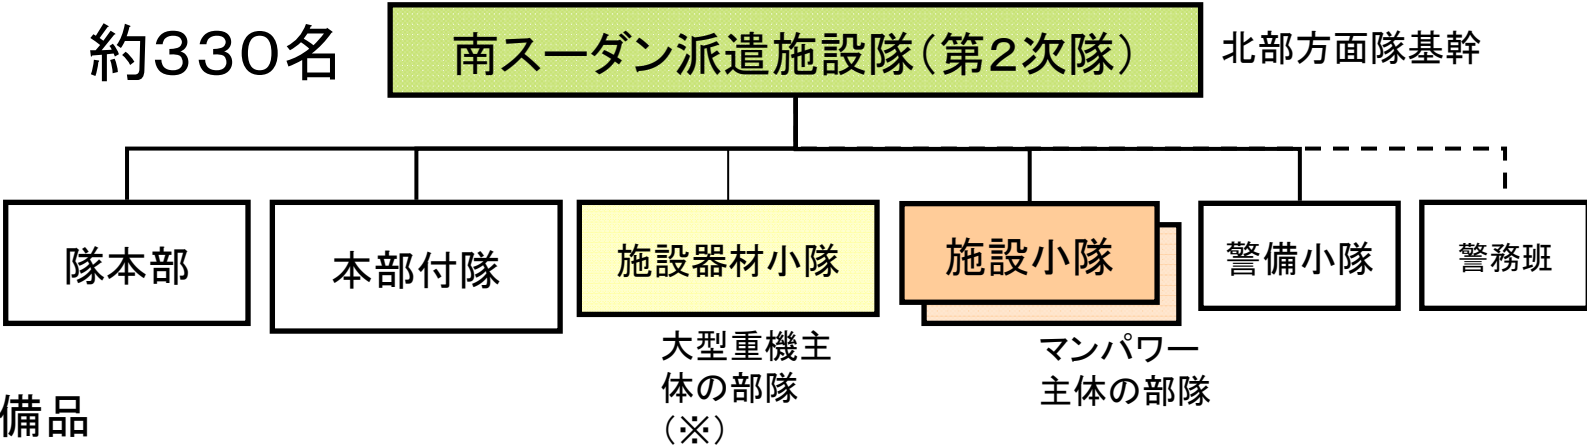 約330名
南スーダン派遣施設隊(第2次隊)
北部方面隊基幹
隊本部
本部付隊
施設器材小隊
施設小隊
警備小隊
警務班
大型重機主
体の部隊
(※)
マンパワー
主体の部隊
備品